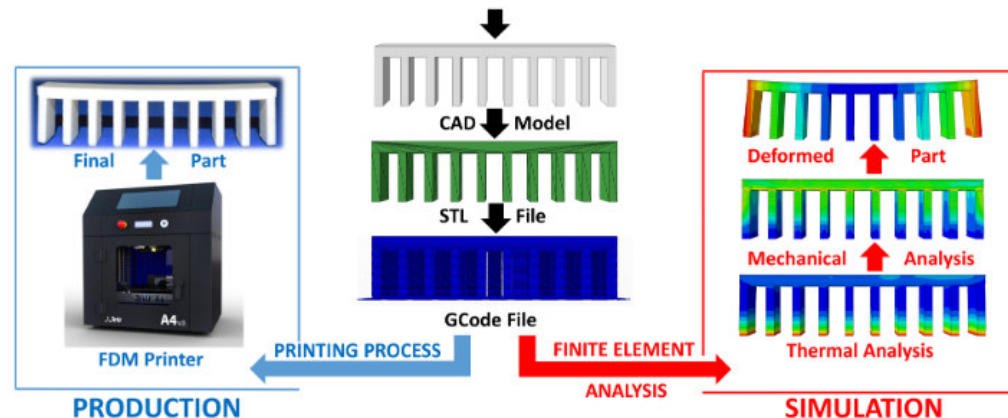 CAD Model
STL File
GCode File
PRINTING PROCESS
FINITE ELEMENT
ANALYSIS
Final Part
A4v3
FDM Printer
PRODUCTION
Deformed Part
Mechanical Analysis
Thermal Analysis
SIMULATION